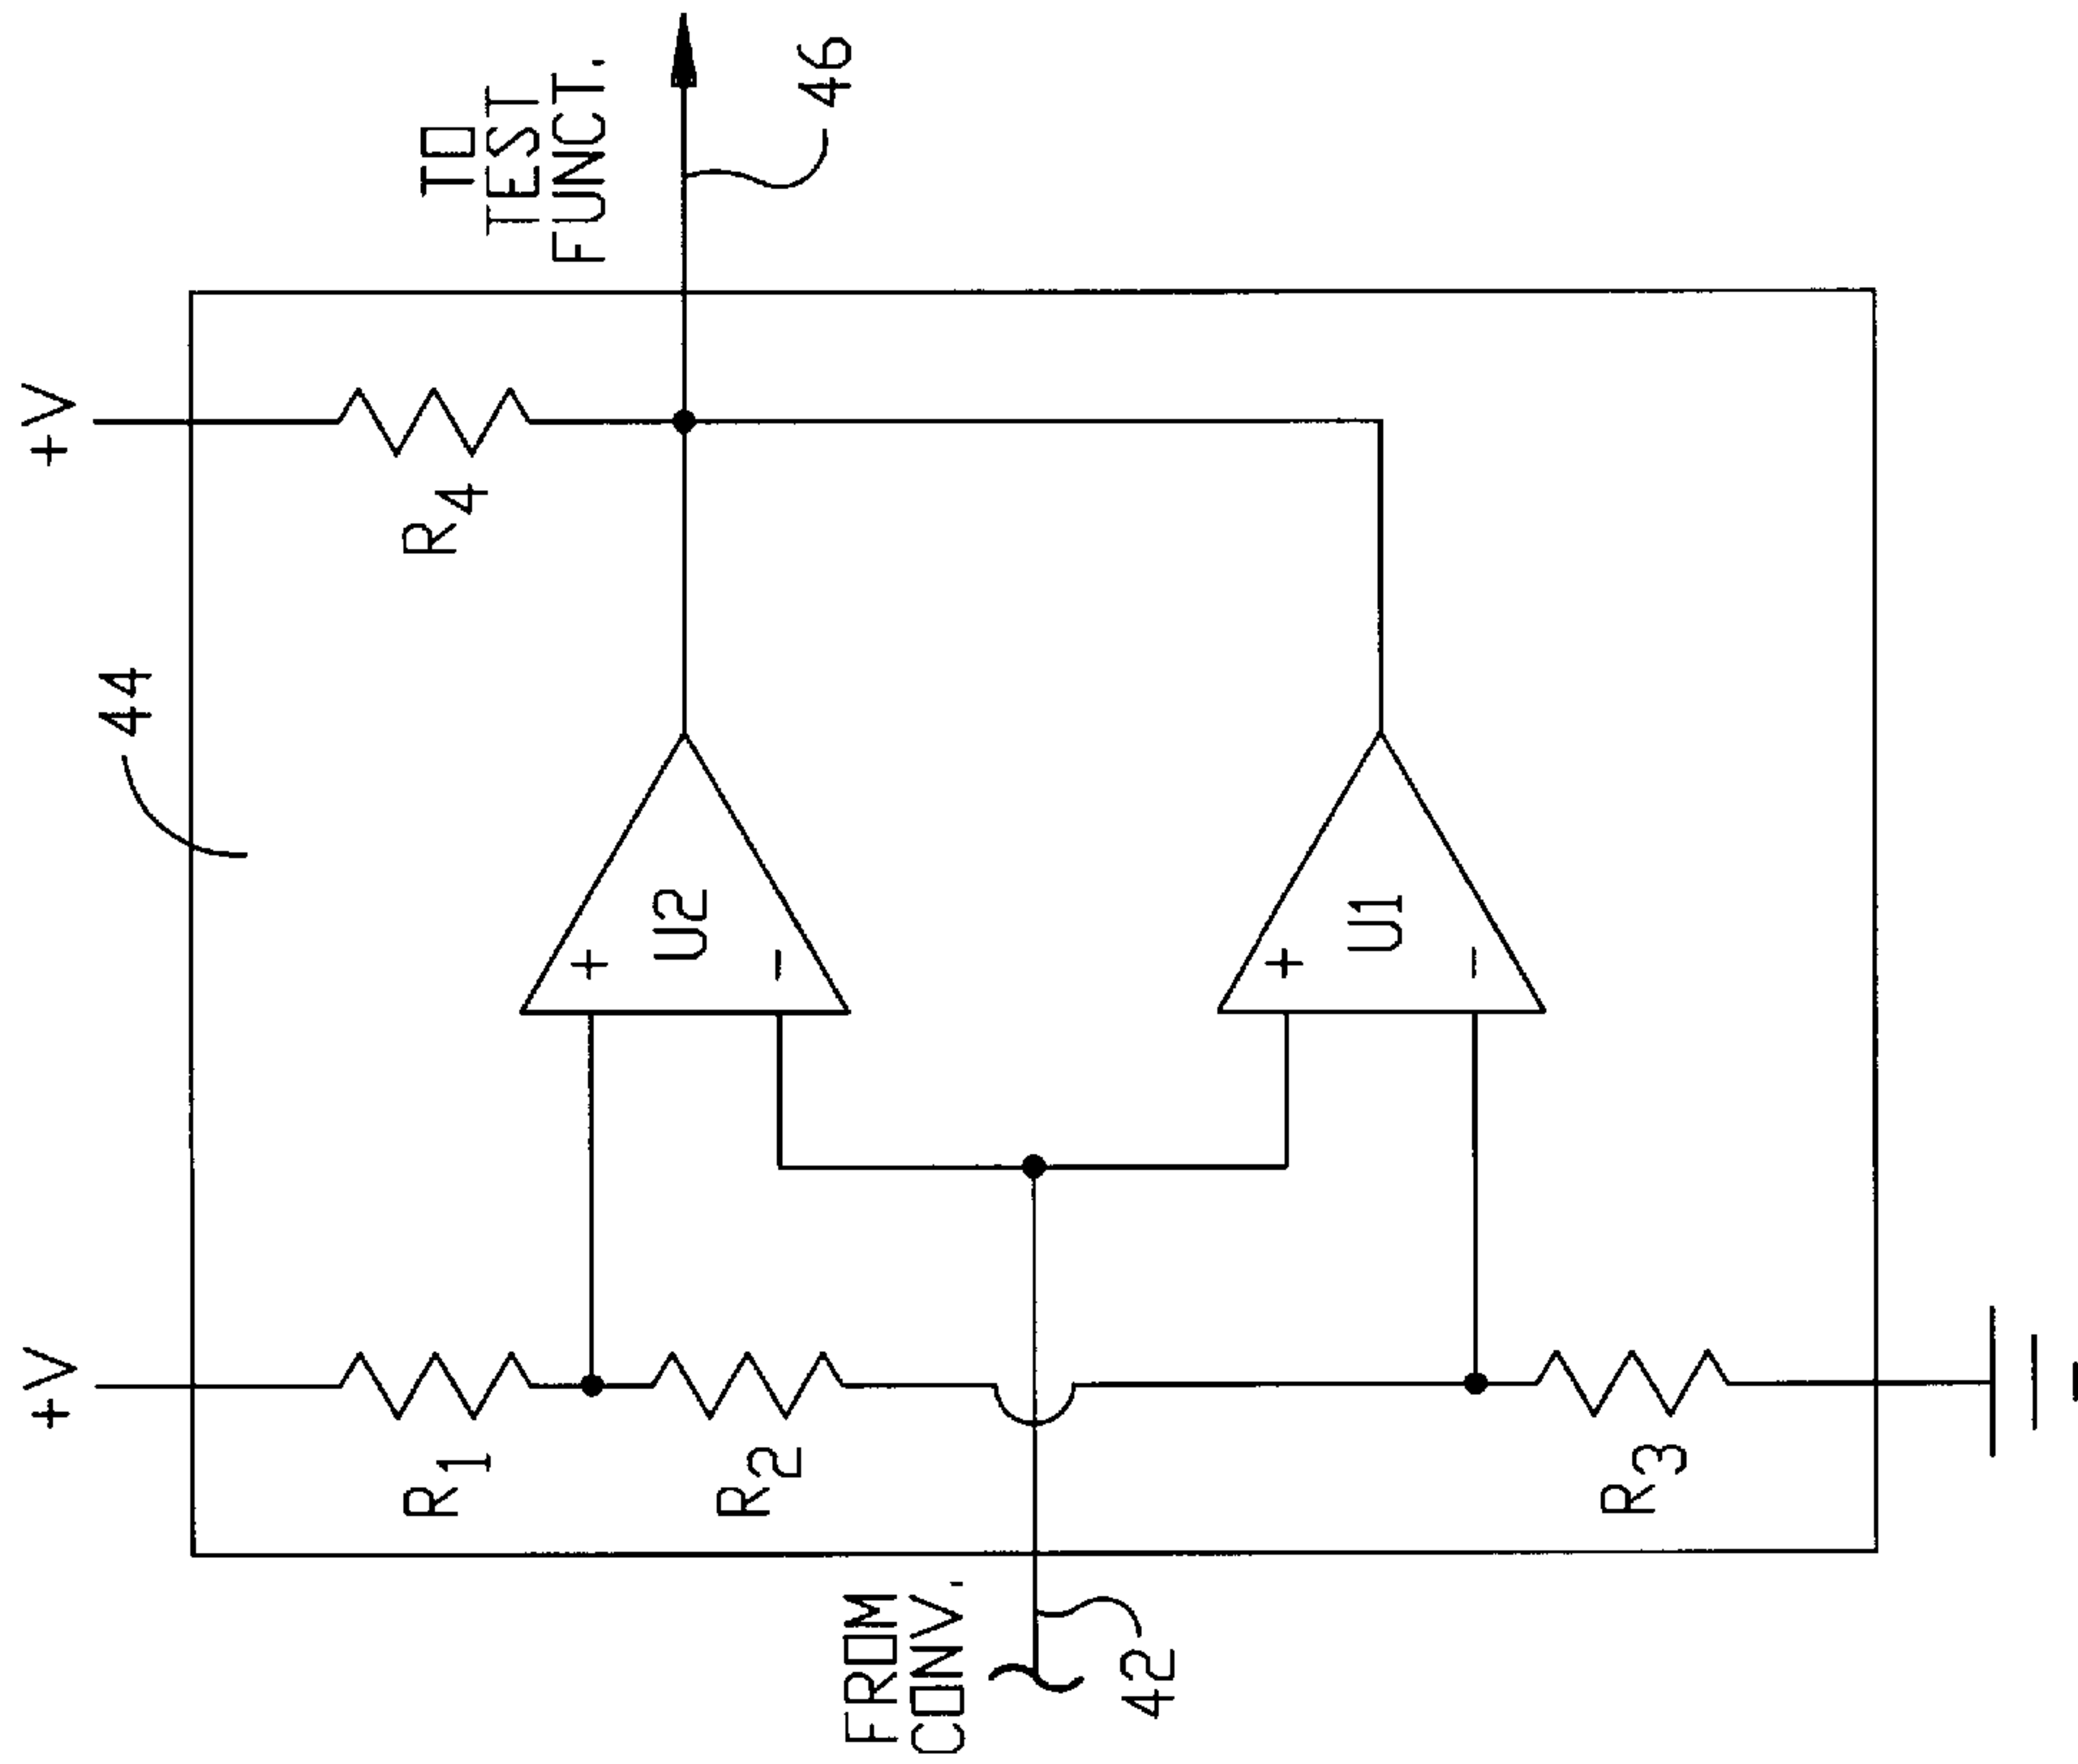 44
+V
+V
R1
R4
TO
TEST
FUNCT.
46
+
U2
-
R2
FROM
CONV.
42
+
U1
-
R3